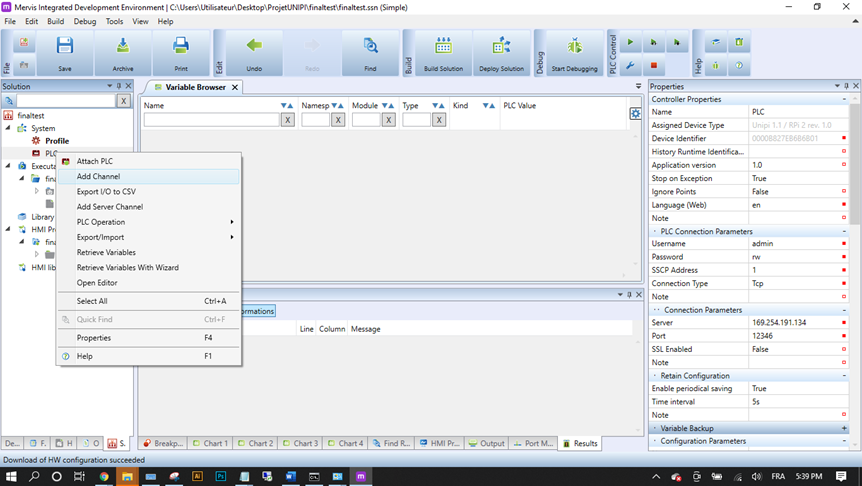 Mervis Integrated Development Environment | C:\Users\Utilisateur\Desktop\ProjetUNIPI\finaltest\finaltest.ssn (Simple)
File Edit Build Debug Tools View Help
File
Save
Archive
Print
Edit
Undo
Redo
Find
Build
Build Solution
Deploy Solution
Debug
Start Debugging
PLC Control
Help
Solution
X
finaltest
System
Profile
PLC
Execut
fina
Library
HMI Pr
fina
HMI lib
Attach PLC
Add Channel
Export I/O to CSV
Add Server Channel
PLC Operation
Export/Import
Retrieve Variables
Retrieve Variables With Wizard
Open Editor
Select All Ctrl+A
Quick Find Ctrl+F
Properties F4
Help F1
Variable Browser
Name Namesp Module Type Kind PLC Value
X X X X
ormations
Line Column Message
Properties
Controller Properties
Name PLC
Assigned Device Type Unipi 1.1 / RPi 2 rev. 1.0
Device Identifier 00008827EB6B6B01
History Runtime Identifica...
Application version 1.0
Stop on Exception True
Ignore Points False
Language (Web) en
Note
PLC Connection Parameters
Username admin
Password rw
SSCP Address 1
Connection Type Tcp
Note
Connection Parameters
Server 169.254.191.134
Port 12346
SSL Enabled False
Note
Retain Configuration
Enable periodical saving True
Time interval 5s
Note
Variable Backup
Configuration Parameters
De... F. H O S. Breakp... Chart 1 Chart 2 Chart 3 Chart 4 Find R... HMI Pr... Output Port M... Results
Download of HW configuration succeeded
FRA 5:39 PM